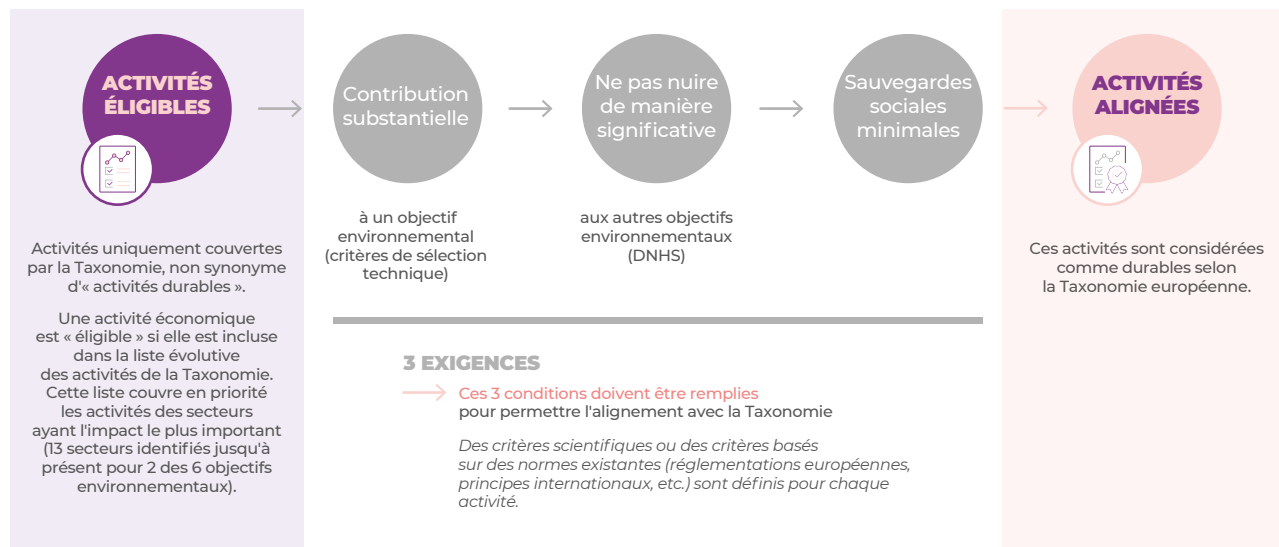 ACTIVITÉS
ÉLIGIBLES
Activités uniquement couvertes
par la Taxonomie, non synonyme
d'« activités durables ».
Une activité économique
est « éligible » si elle est incluse
dans la liste évolutive
des activités de la Taxonomie.
Cette liste couvre en priorité
les activités des secteurs
ayant l'impact le plus important
(13 secteurs identifiés jusqu'à
présent pour 2 des 6 objectifs
environnementaux).
Contribution
substantielle
à un objectif
environnemental
(critères de sélection
technique)
Ne pas nuire
de manière
significative
aux autres objectifs
environnementaux
(DNHS)
Sauvegardes
sociales
minimales
3 EXIGENCES
Ces 3 conditions doivent être remplies
pour permettre l'alignement avec la Taxonomie
Des critères scientifiques ou des critères basés
sur des normes existantes (réglementations européennes,
principes internationaux, etc.) sont définis pour chaque
activité.
ACTIVITÉS
ALIGNÉES
Ces activités sont considérées
comme durables selon
la Taxonomie européenne.